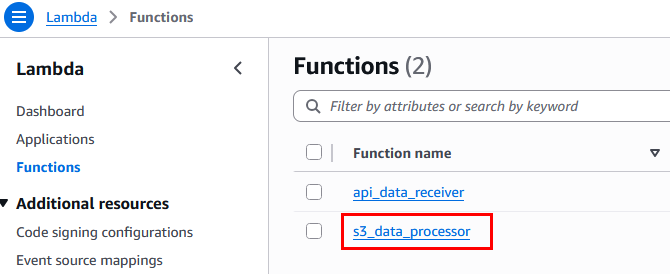 Lambda > Functions
Lambda
Dashboard
Applications
Functions
Additional resources
Code signing configurations
Event source mappings
Functions (2)
Filter by attributes or search by keyword
Function name
api_data_receiver
s3_data_processor